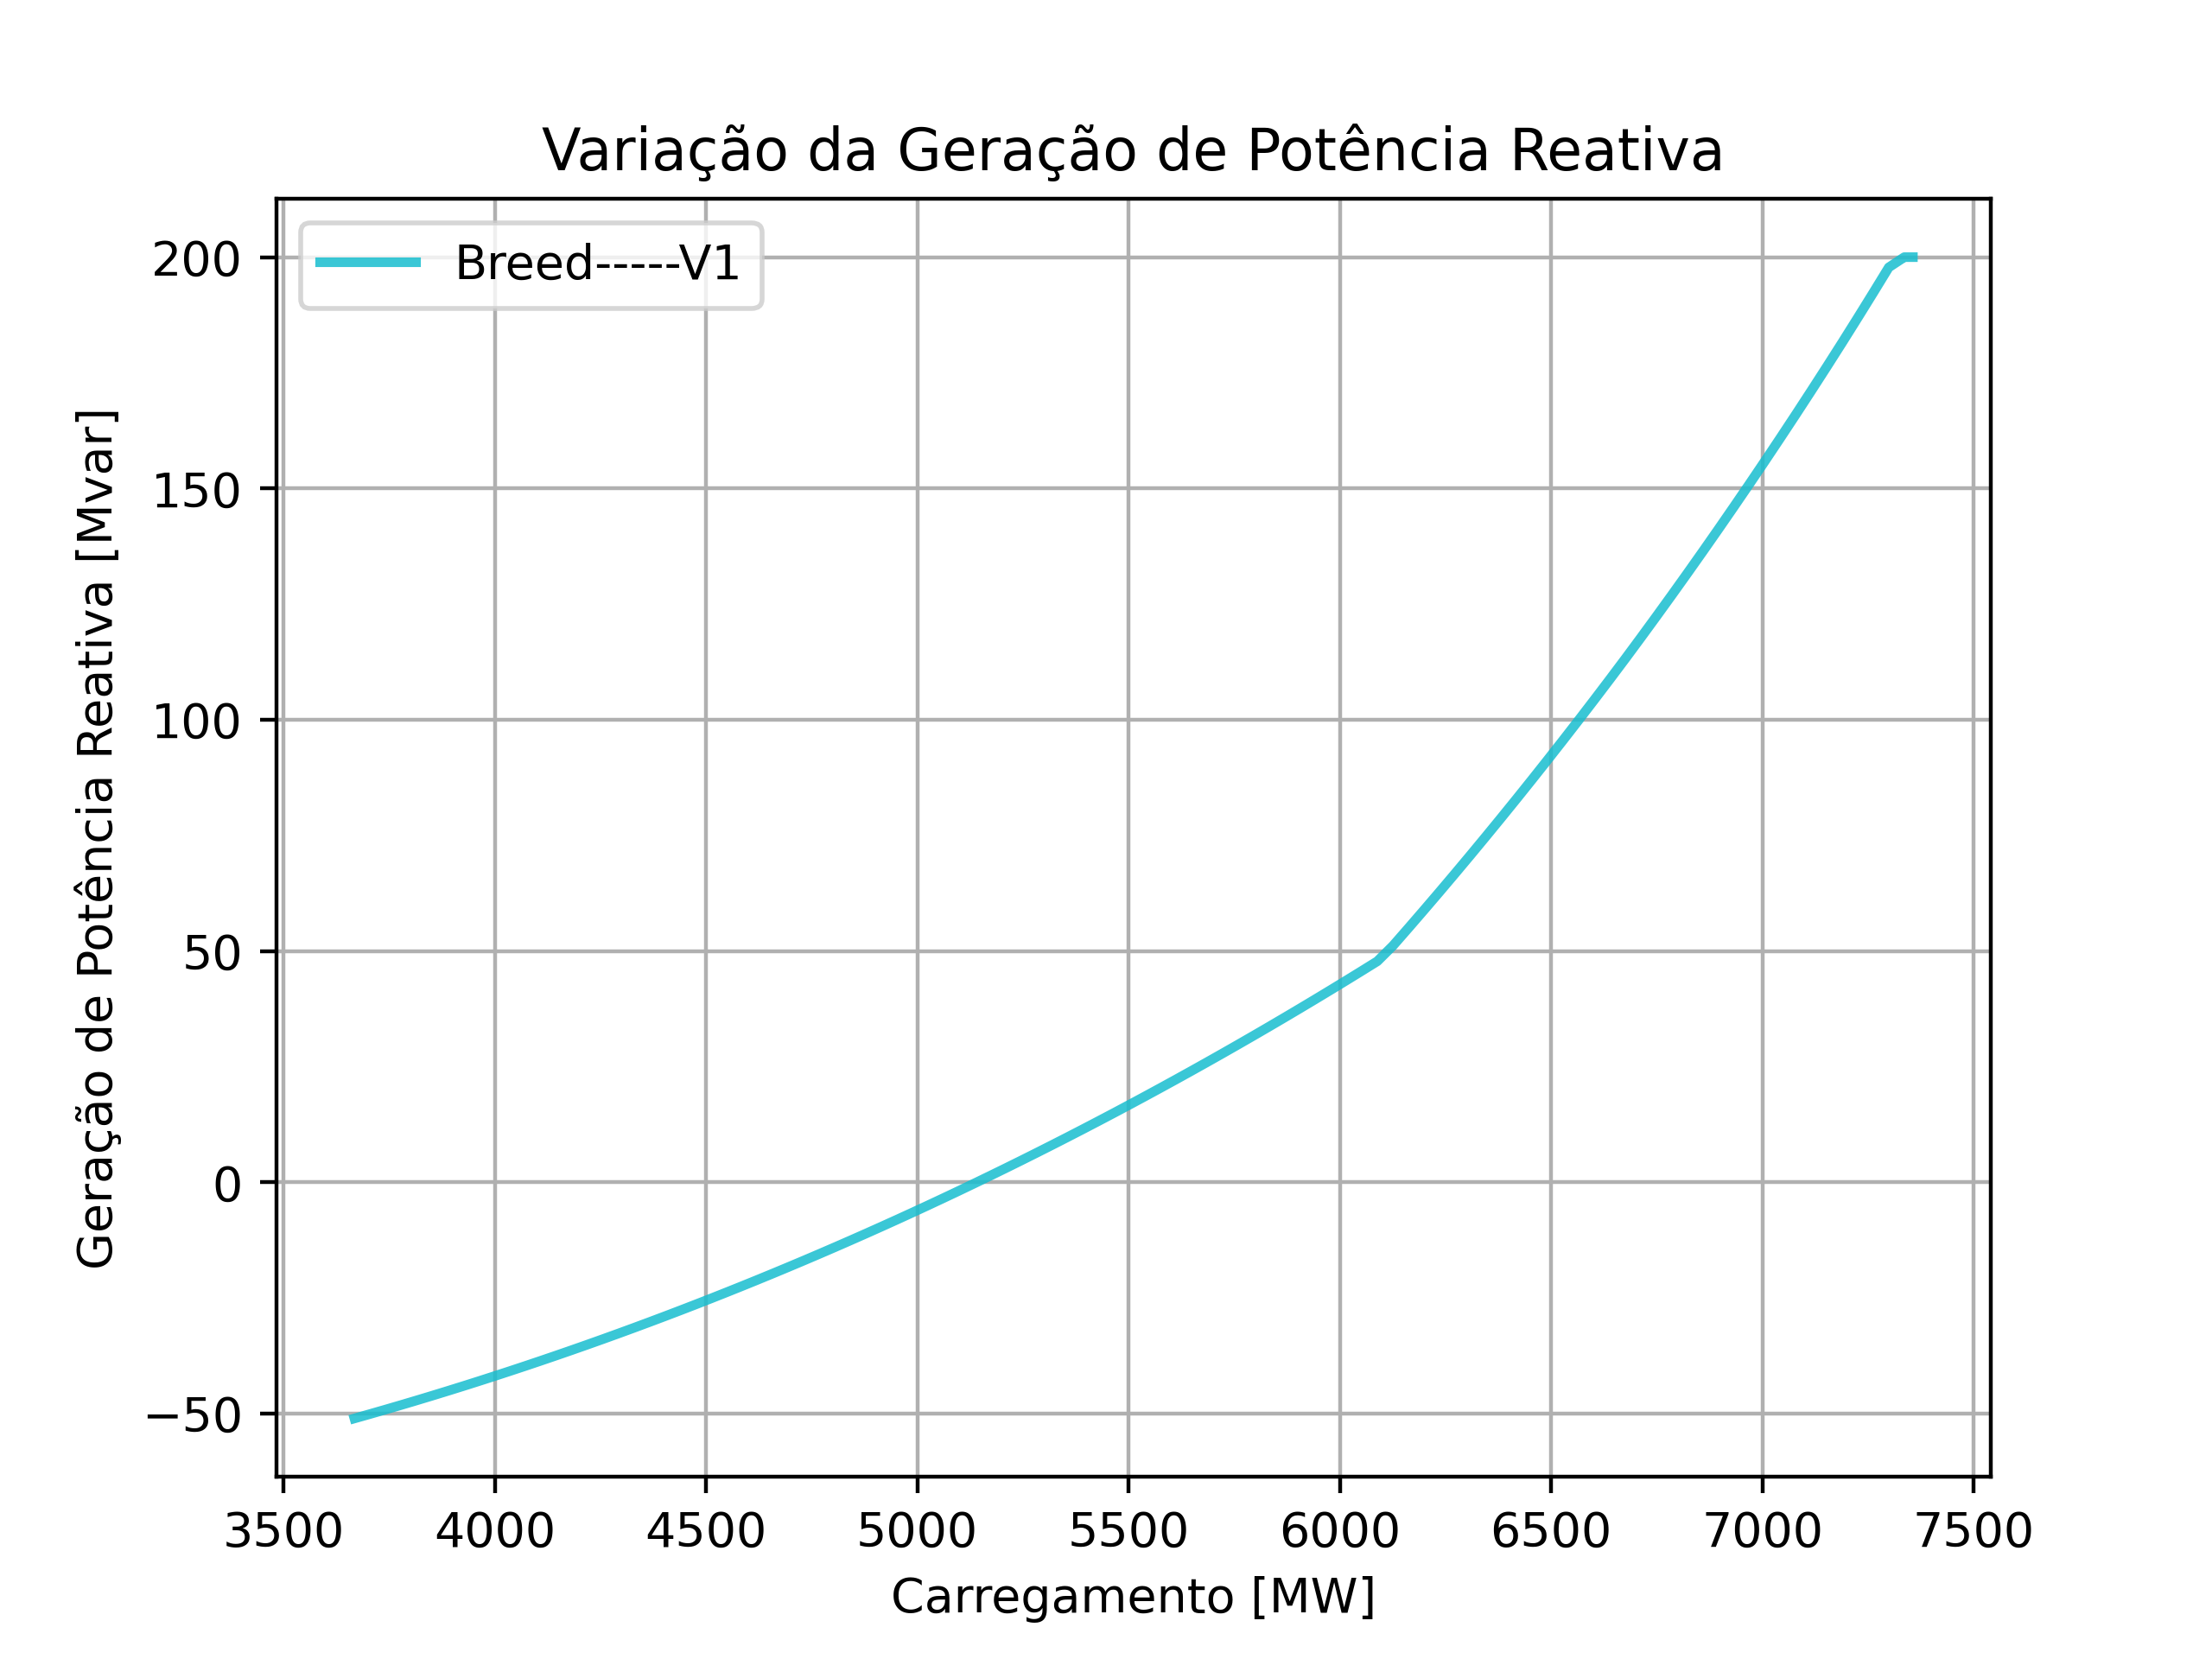 Variação da Geração de Potência Reativa
Breed-----V1
Geração de Potência Reativa [Mvar]
200
150
100
50
0
−50
3500 4000 4500 5000 5500 6000 6500 7000 7500
Carregamento [MW]